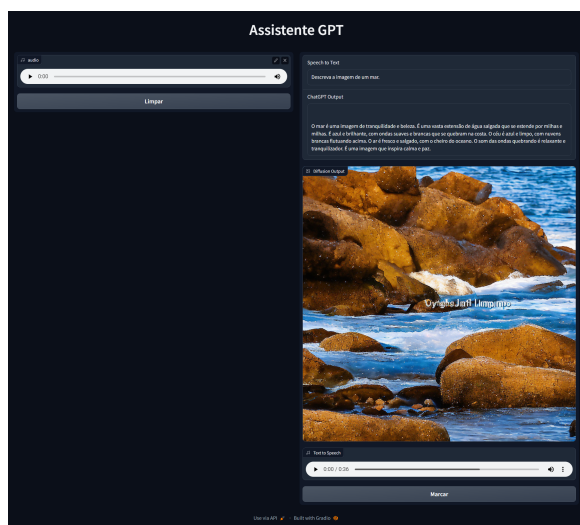 Assistente GPT
audio
0:00
Limpar
Speech to Text
Descreva a imagem de um mar.
ChatGPT Output
O mar é uma imagem de tranquilidade e beleza. É uma vasta extensão de água salgada que se estende por milhas e
milhas. É azul e brilhante, com ondas suaves e brancas que se quebram na costa. O céu é azul e limpo, com nuvens
brancas flutuando acima. O ar é fresco e salgado, com o cheiro do oceano. O som das ondas quebrando é relaxante e
tranquilizador. É uma imagem que inspira calma e paz.
Diffusion Output
Text to Speech
0:00 / 0:26
Marcar
Use via API · Built with Gradio